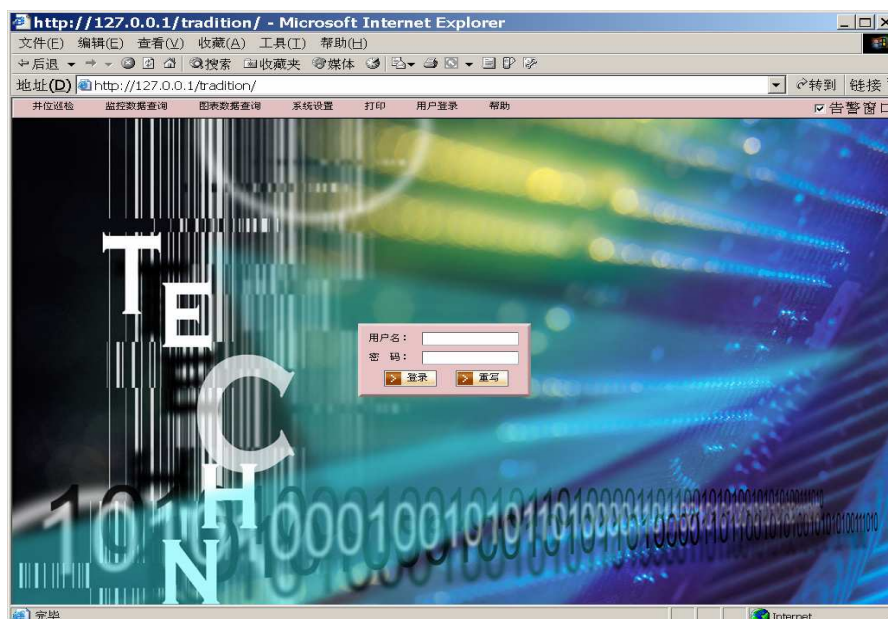 http://127.0.0.1/tradition/ - Microsoft Internet Explorer
文件(F) 编辑(E) 查看(V) 收藏(A) 工具(T) 帮助(H)
后退 搜索 收藏夹 媒体
地址(D) http://127.0.0.1/tradition/ 转到 链接
井位巡检 监控数据查询 图表数据查询 系统设置 打印 用户登录 帮助 告警窗口
T
E
C
H
N
用户名：
密 码：
登录 重写
完毕 Internet